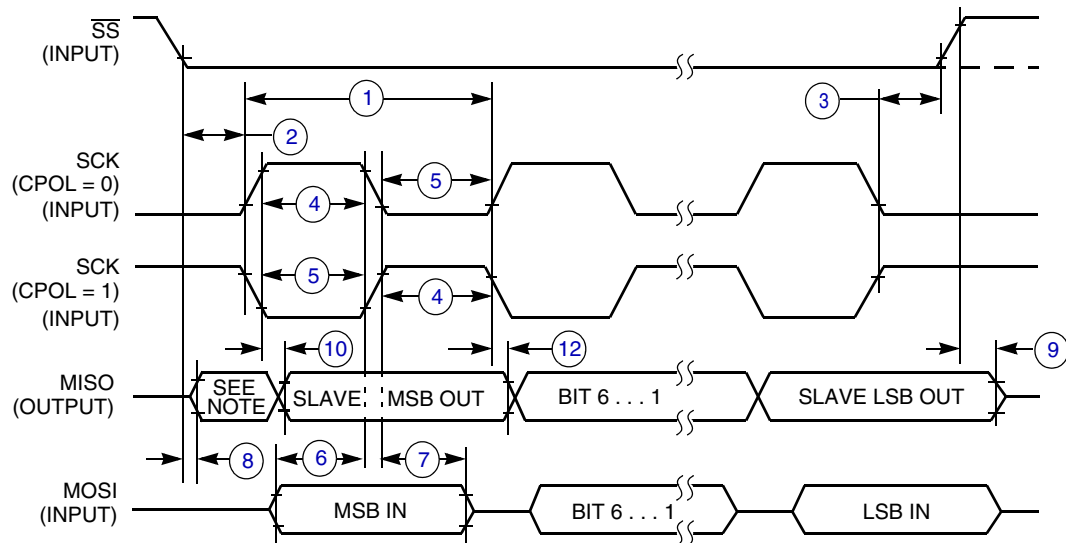 SS
(INPUT)
1
3
2
SCK
(CPOL = 0)
(INPUT)
5
4
SCK
(CPOL = 1)
(INPUT)
5
4
10
12
9
MISO
(OUTPUT)
SEE
NOTE
SLAVE
MSB OUT
BIT 6 . . . 1
SLAVE LSB OUT
8
6
7
MOSI
(INPUT)
MSB IN
BIT 6 . . . 1
LSB IN